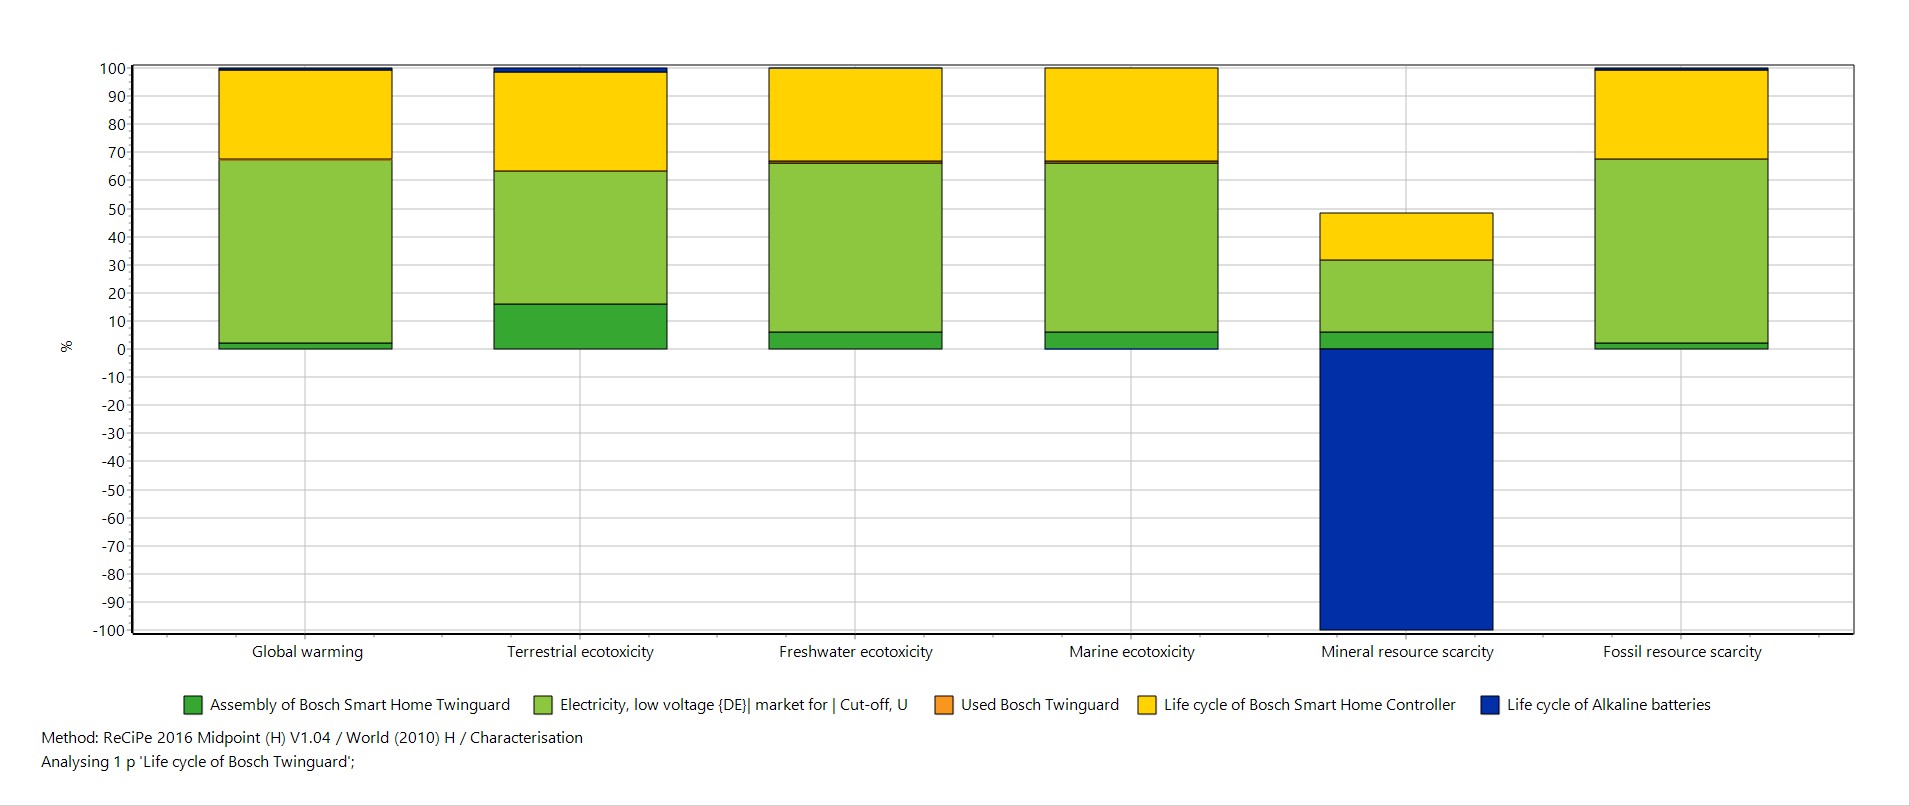 100
90
80
70
60
50
40
30
20
10
0
-10
-20
-30
-40
-50
-60
-70
-80
-90
-100
%
Global warming
Terrestrial ecotoxicity
Freshwater ecotoxicity
Marine ecotoxicity
Mineral resource scarcity
Fossil resource scarcity
Assembly of Bosch Smart Home Twinguard
Electricity, low voltage {DE}| market for | Cut-off, U
Used Bosch Twinguard
Life cycle of Bosch Smart Home Controller
Life cycle of Alkaline batteries
Method: ReCiPe 2016 Midpoint (H) V1.04 / World (2010) H / Characterisation
Analysing 1 p 'Life cycle of Bosch Twinguard';